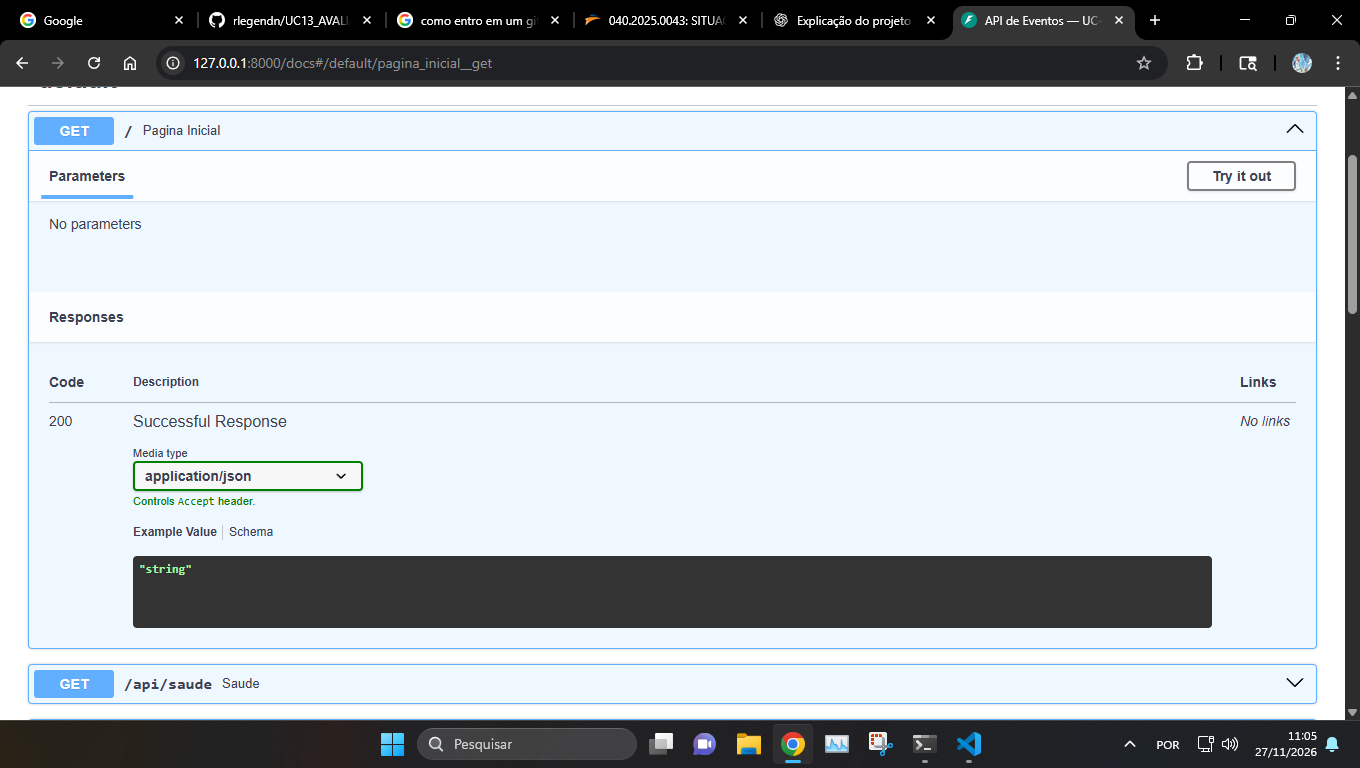 Google
rlegendn/UC13_AVAL
como entro em um gi
040.2025.0043: SITUA
Explicação do projeto
API de Eventos — UC-
127.0.0.1:8000/docs#/default/pagina_inicial__get
GET / Pagina Inicial
Parameters
Try it out
No parameters
Responses
Code Description Links
200 Successful Response No links
Media type
application/json
Controls Accept header.
Example Value Schema
"string"
GET /api/saude Saude
Pesquisar
POR
11:05
27/11/2026